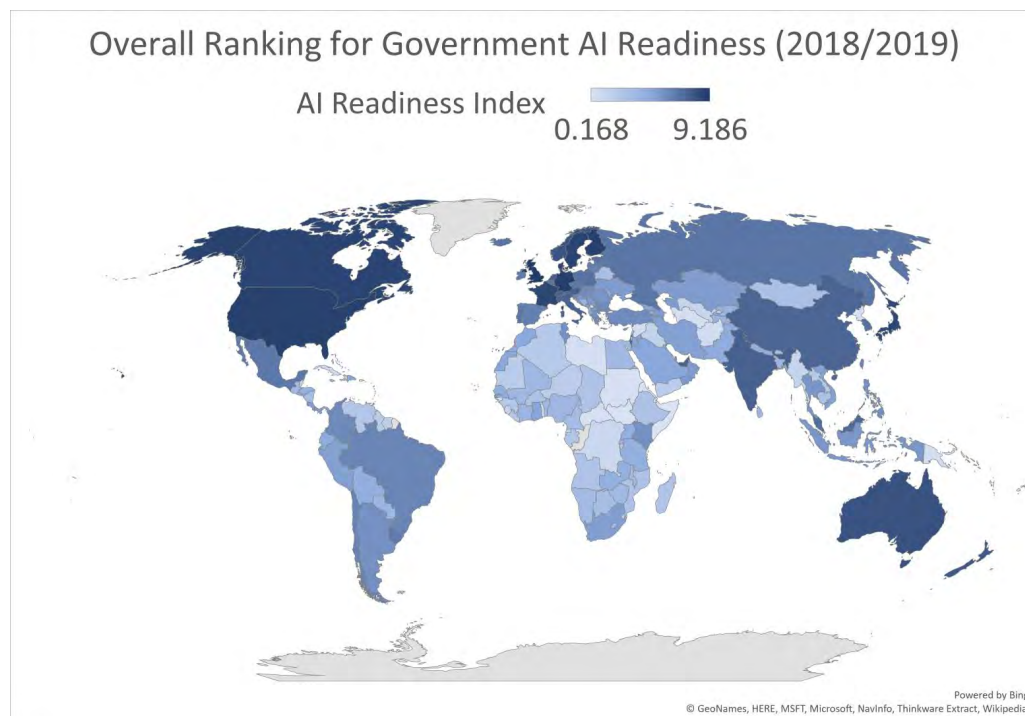 Overall Ranking for Government AI Readiness (2018/2019)
AI Readiness Index
0.168 9.186
Powered by Bing
© GeoNames, HERE, MSFT, Microsoft, NavInfo, Thinkware Extract, Wikipedia